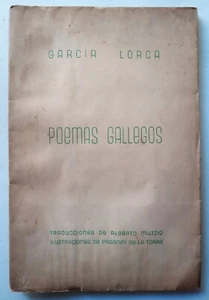 GARCIA LORCA
POEMAS GALLEGOS
TRADUCCIONES DE ALBERTO MUZIO
ILUSTRACIONES DE PAGANINI DE LA TORRE